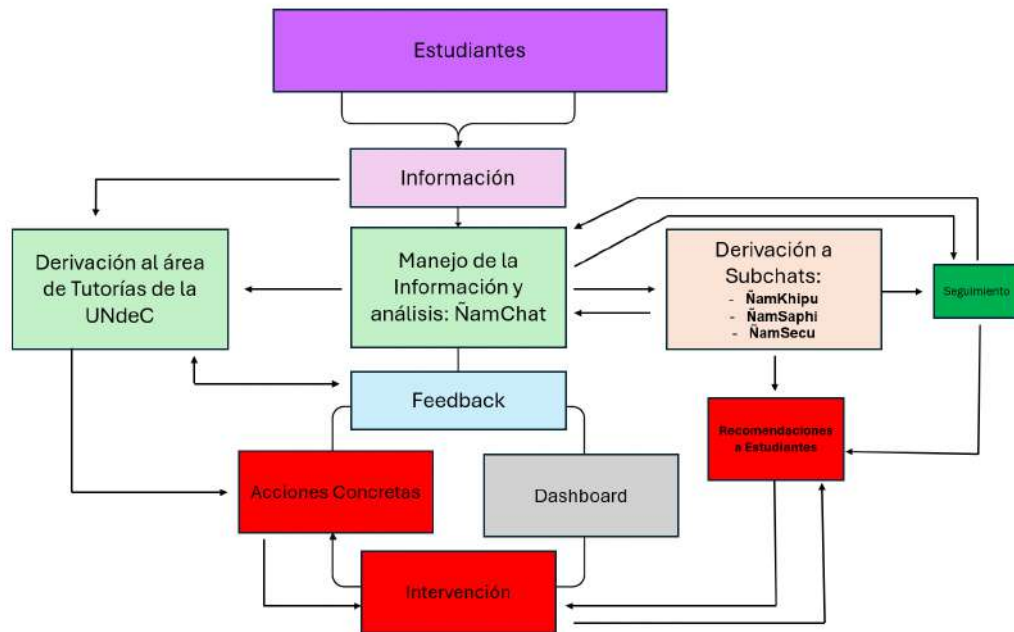 Estudiantes
Información
Derivación al área
de Tutorías de la
UNdeC
Manejo de la
Información y
análisis: ÑamChat
Derivación a
Subchats:
- ÑamKhipu
- ÑamSaphi
- ÑamSecu
Seguimiento
Feedback
Recomendaciones
a Estudiantes
Acciones Concretas
Dashboard
Intervención